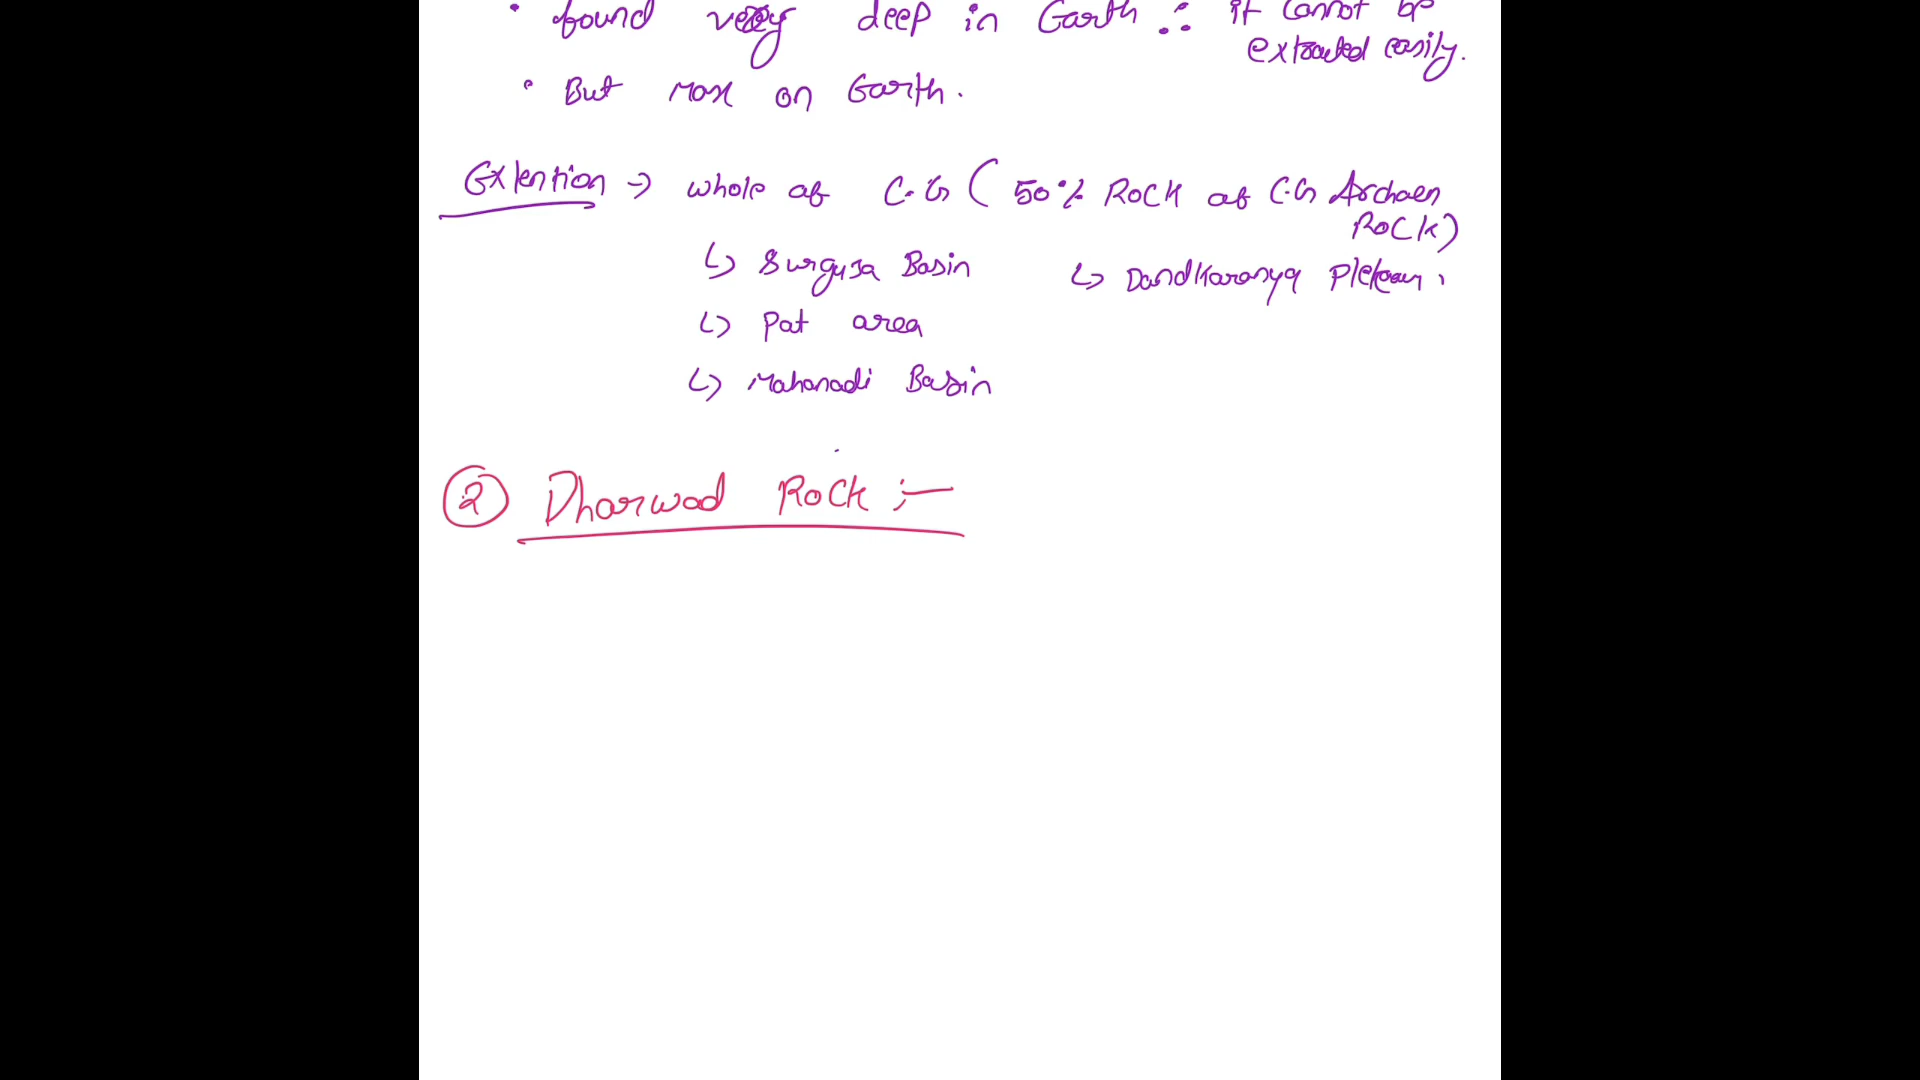 • found very deep in Earth ∴ it cannot be
extracted easily.
• But max on Earth.
Extention → whole of C.G ( 50% Rock of C.G Archaen
Rock)
↳ Surguja Basin ↳ Dandkaranya
↳ Pat area
↳ Mahanadi Basin
② Dharwad Rock :-